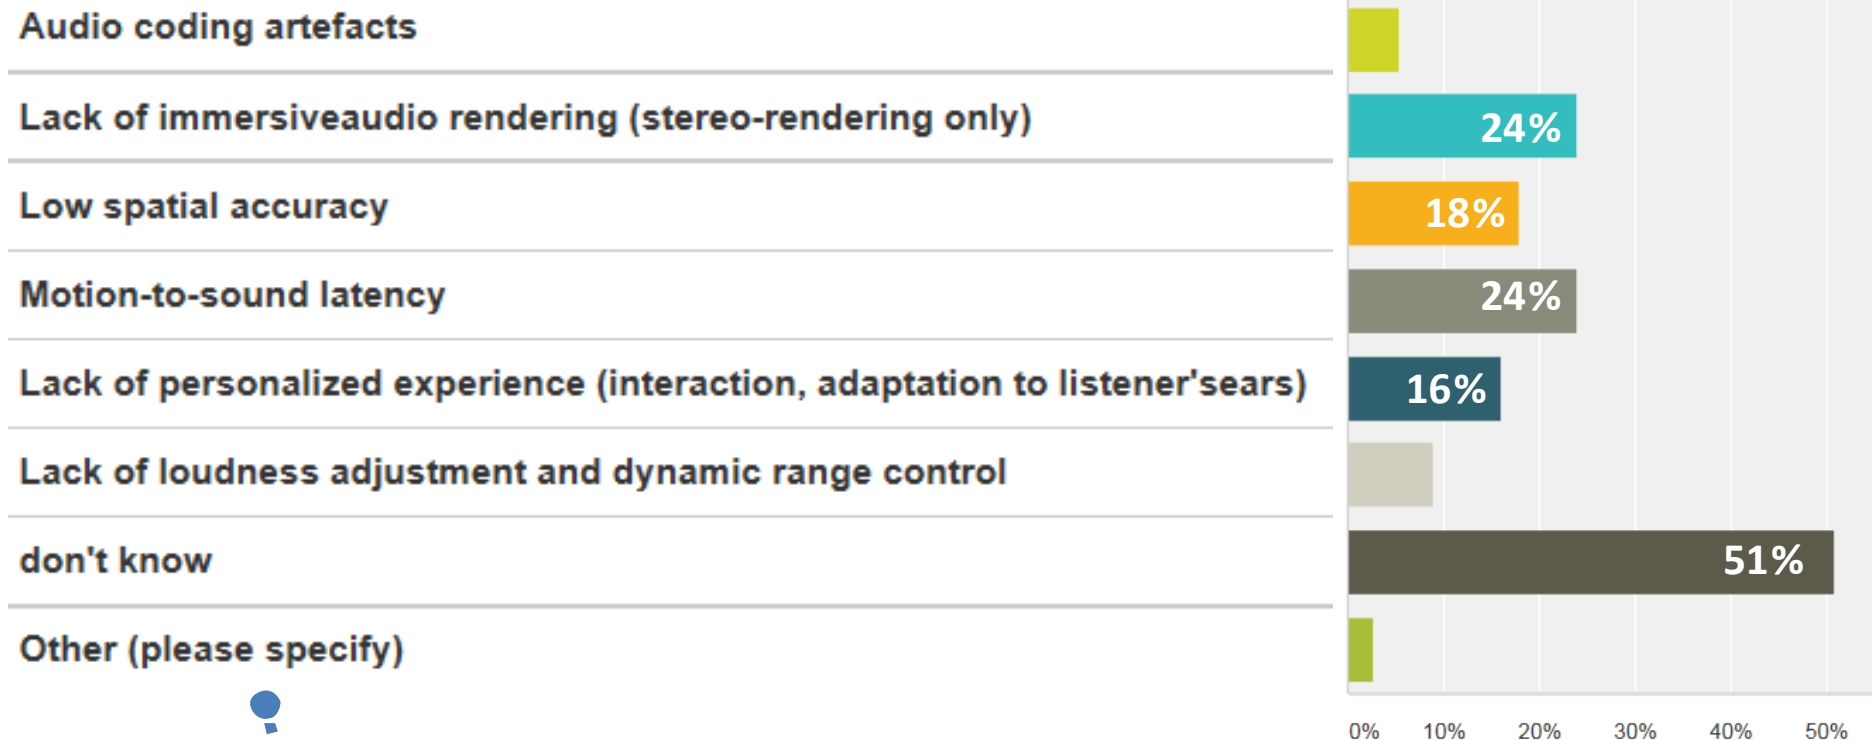 Audio coding artefacts
Lack of immersiveaudio rendering (stereo-rendering only)
24%
Low spatial accuracy
18%
Motion-to-sound latency
24%
Lack of personalized experience (interaction, adaptation to listener'sears)
16%
Lack of loudness adjustment and dynamic range control
don't know
51%
Other (please specify)
0% 10% 20% 30% 40% 50%